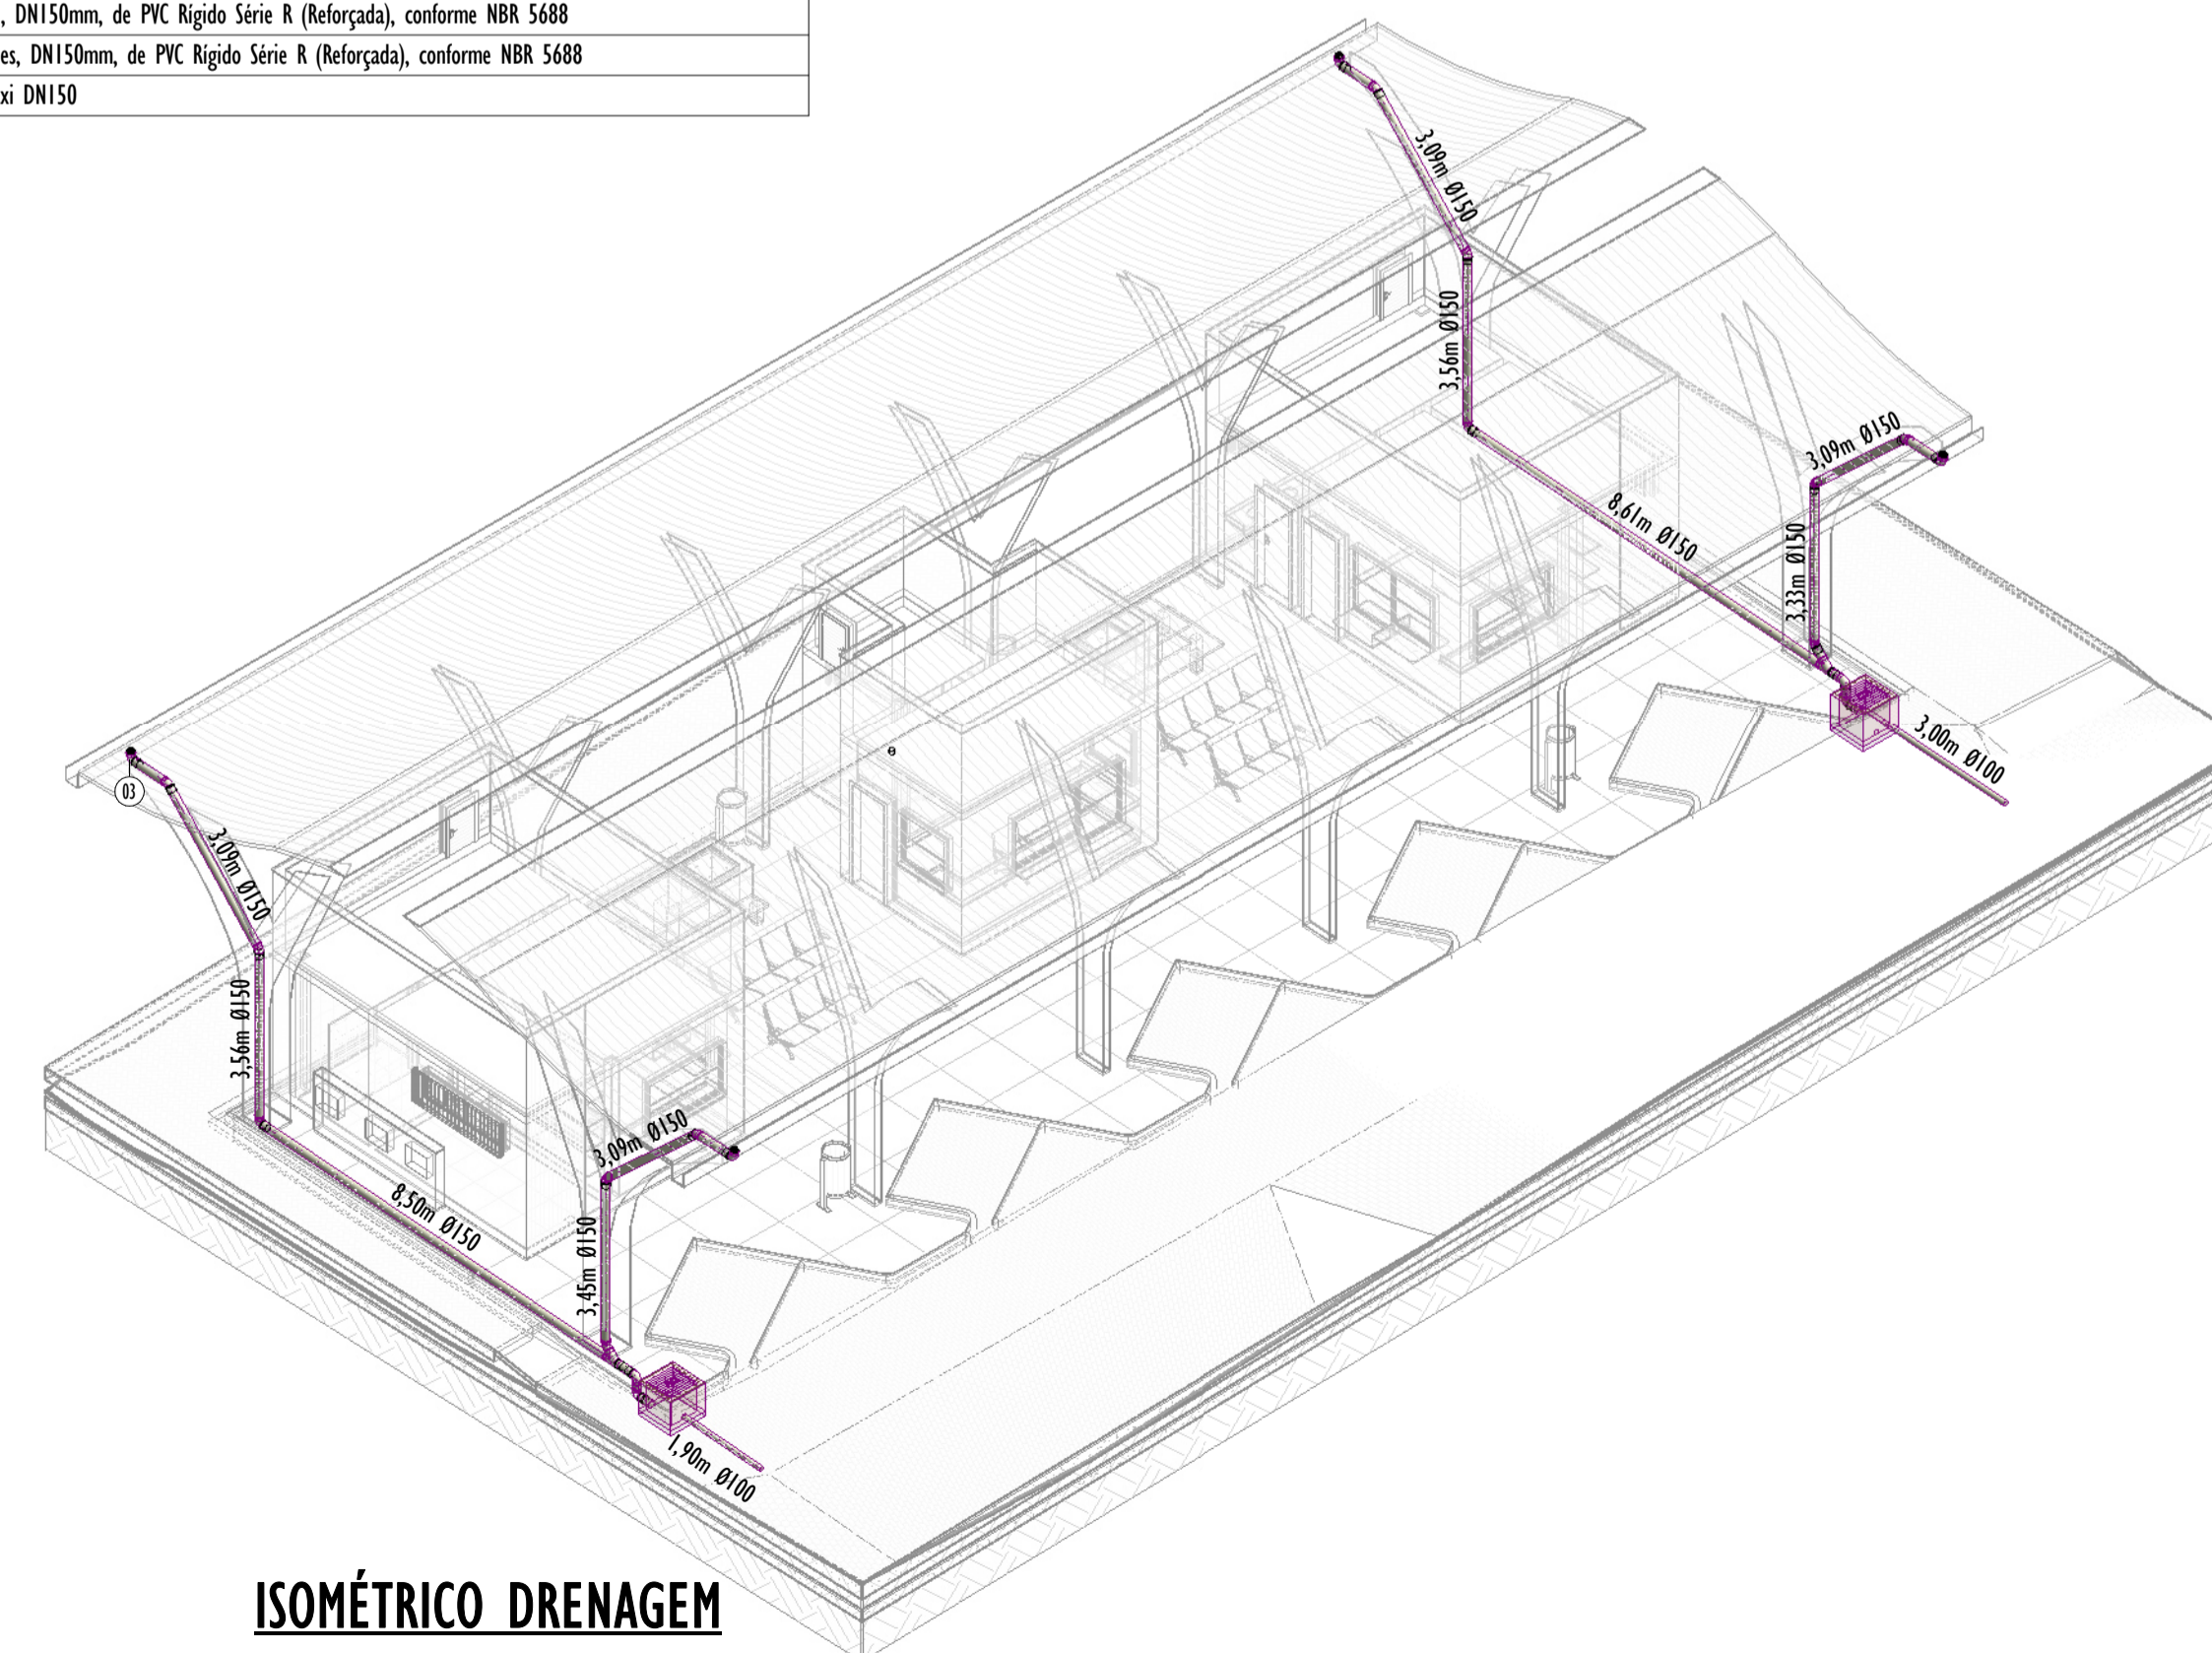 , DN150mm, de PVC Rígido Série R (Reforçada), conforme NBR 5688
es, DN150mm, de PVC Rígido Série R (Reforçada), conforme NBR 5688
xi DN150
3,09m Ø150
3,56m Ø150
3,09m Ø150
8,61m Ø150
3,33m Ø150
3,00m Ø100
03
3,09m Ø150
3,56m Ø150
3,09m Ø150
8,50m Ø150
3,45m Ø150
1,90m Ø100
ISOMÉTRICO DRENAGEM